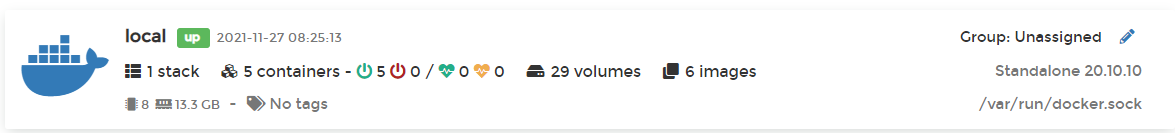 local up 2021-11-27 08:25:13 Group: Unassigned
1 stack 5 containers - 5 0 / 0 0 29 volumes 6 images Standalone 20.10.10
8 13.3 GB - No tags /var/run/docker.sock